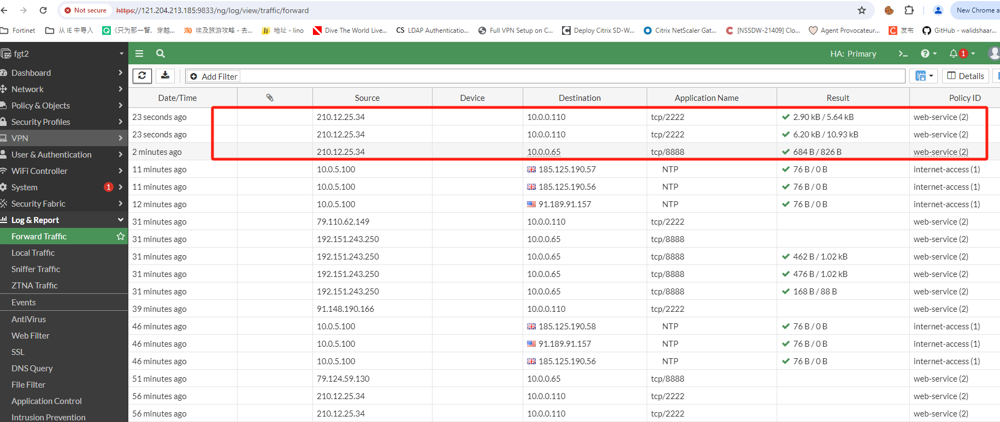 Not secure https://121.204.213.185:9833/ng/log/view/traffic/forward New Chrome a
Fortinet 从 IE 中导入 《只为那一瞥，穿越... 埃及旅游攻略 - 去... 地址 - lino Dive The World Live... CS LDAP Authenticatio... Full VPN Setup on C... Deploy Citrix SD-W... Citrix NetScaler Gat... [NSSDW-21409] Clo... Agent Provocateur... 发布 GitHub - walidshaar...
fgt2 HA: Primary >_ 1
Dashboard
Network
Policy & Objects
Security Profiles
VPN
User & Authentication
WiFi Controller
System 1
Security Fabric
Log & Report
Forward Traffic
Local Traffic
Sniffer Traffic
ZTNA Traffic
Events
AntiVirus
Web Filter
SSL
DNS Query
File Filter
Application Control
Intrusion Prevention
Add Filter Details
Date/Time Source Device Destination Application Name Result Policy ID
23 seconds ago 210.12.25.34 10.0.0.110 tcp/2222 2.90 kB / 5.64 kB web-service (2)
23 seconds ago 210.12.25.34 10.0.0.110 tcp/2222 6.20 kB / 10.93 kB web-service (2)
2 minutes ago 210.12.25.34 10.0.0.65 tcp/8888 684 B / 826 B web-service (2)
11 minutes ago 10.0.5.100 185.125.190.57 NTP 76 B / 0 B internet-access (1)
11 minutes ago 10.0.5.100 185.125.190.56 NTP 76 B / 0 B internet-access (1)
12 minutes ago 10.0.5.100 91.189.91.157 NTP 76 B / 0 B internet-access (1)
31 minutes ago 79.110.62.149 10.0.0.110 tcp/2222 web-service (2)
31 minutes ago 192.151.243.250 10.0.0.65 tcp/8888 web-service (2)
31 minutes ago 192.151.243.250 10.0.0.65 tcp/8888 462 B / 1.02 kB web-service (2)
31 minutes ago 192.151.243.250 10.0.0.65 tcp/8888 476 B / 1.02 kB web-service (2)
31 minutes ago 192.151.243.250 10.0.0.65 tcp/8888 168 B / 88 B web-service (2)
39 minutes ago 91.148.190.166 10.0.0.110 tcp/2222 web-service (2)
46 minutes ago 10.0.5.100 185.125.190.58 NTP 76 B / 0 B internet-access (1)
46 minutes ago 10.0.5.100 91.189.91.157 NTP 76 B / 0 B internet-access (1)
46 minutes ago 10.0.5.100 185.125.190.56 NTP 76 B / 0 B internet-access (1)
51 minutes ago 79.124.59.130 10.0.0.65 tcp/8888 web-service (2)
56 minutes ago 210.12.25.34 10.0.0.110 tcp/2222 web-service (2)
56 minutes ago 210.12.25.34 10.0.0.110 tcp/2222 web-service (2)